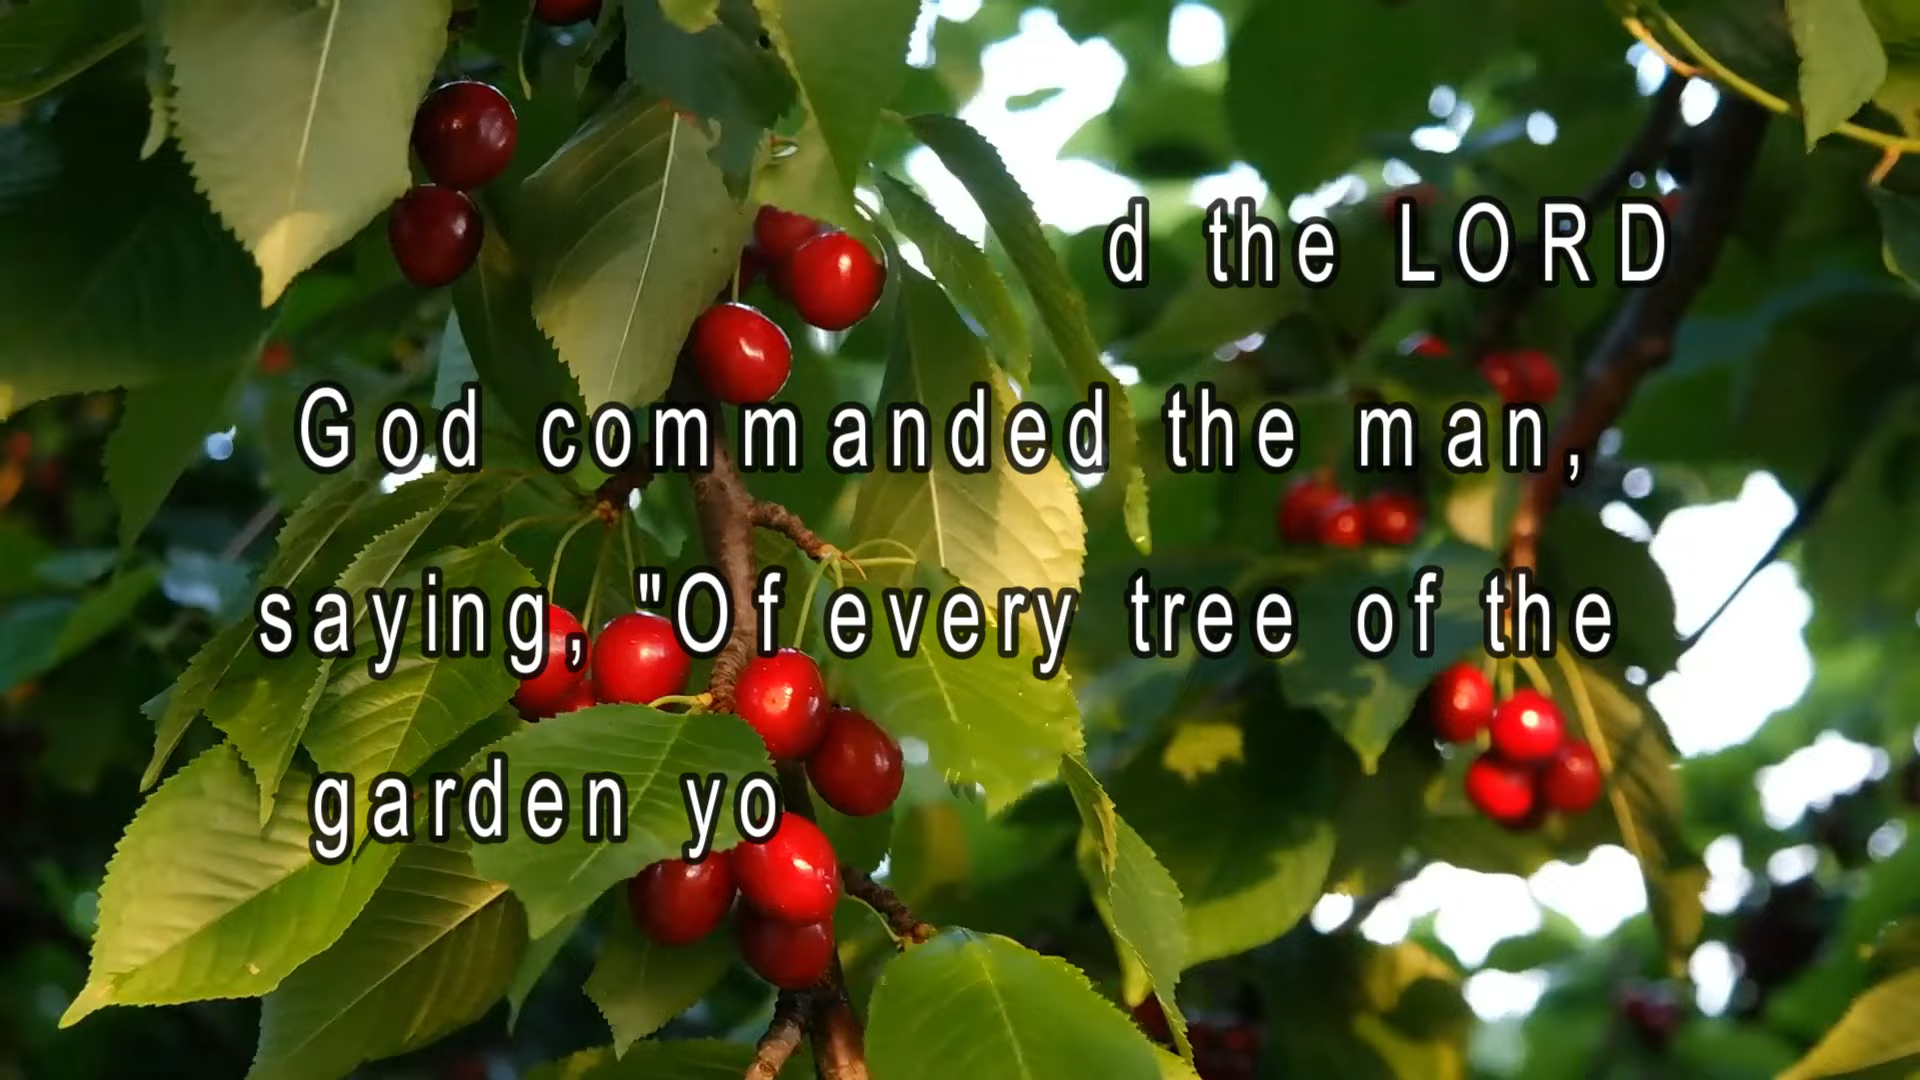 d the LORD
God commanded the man,
saying, "Of every tree of the
garden yo